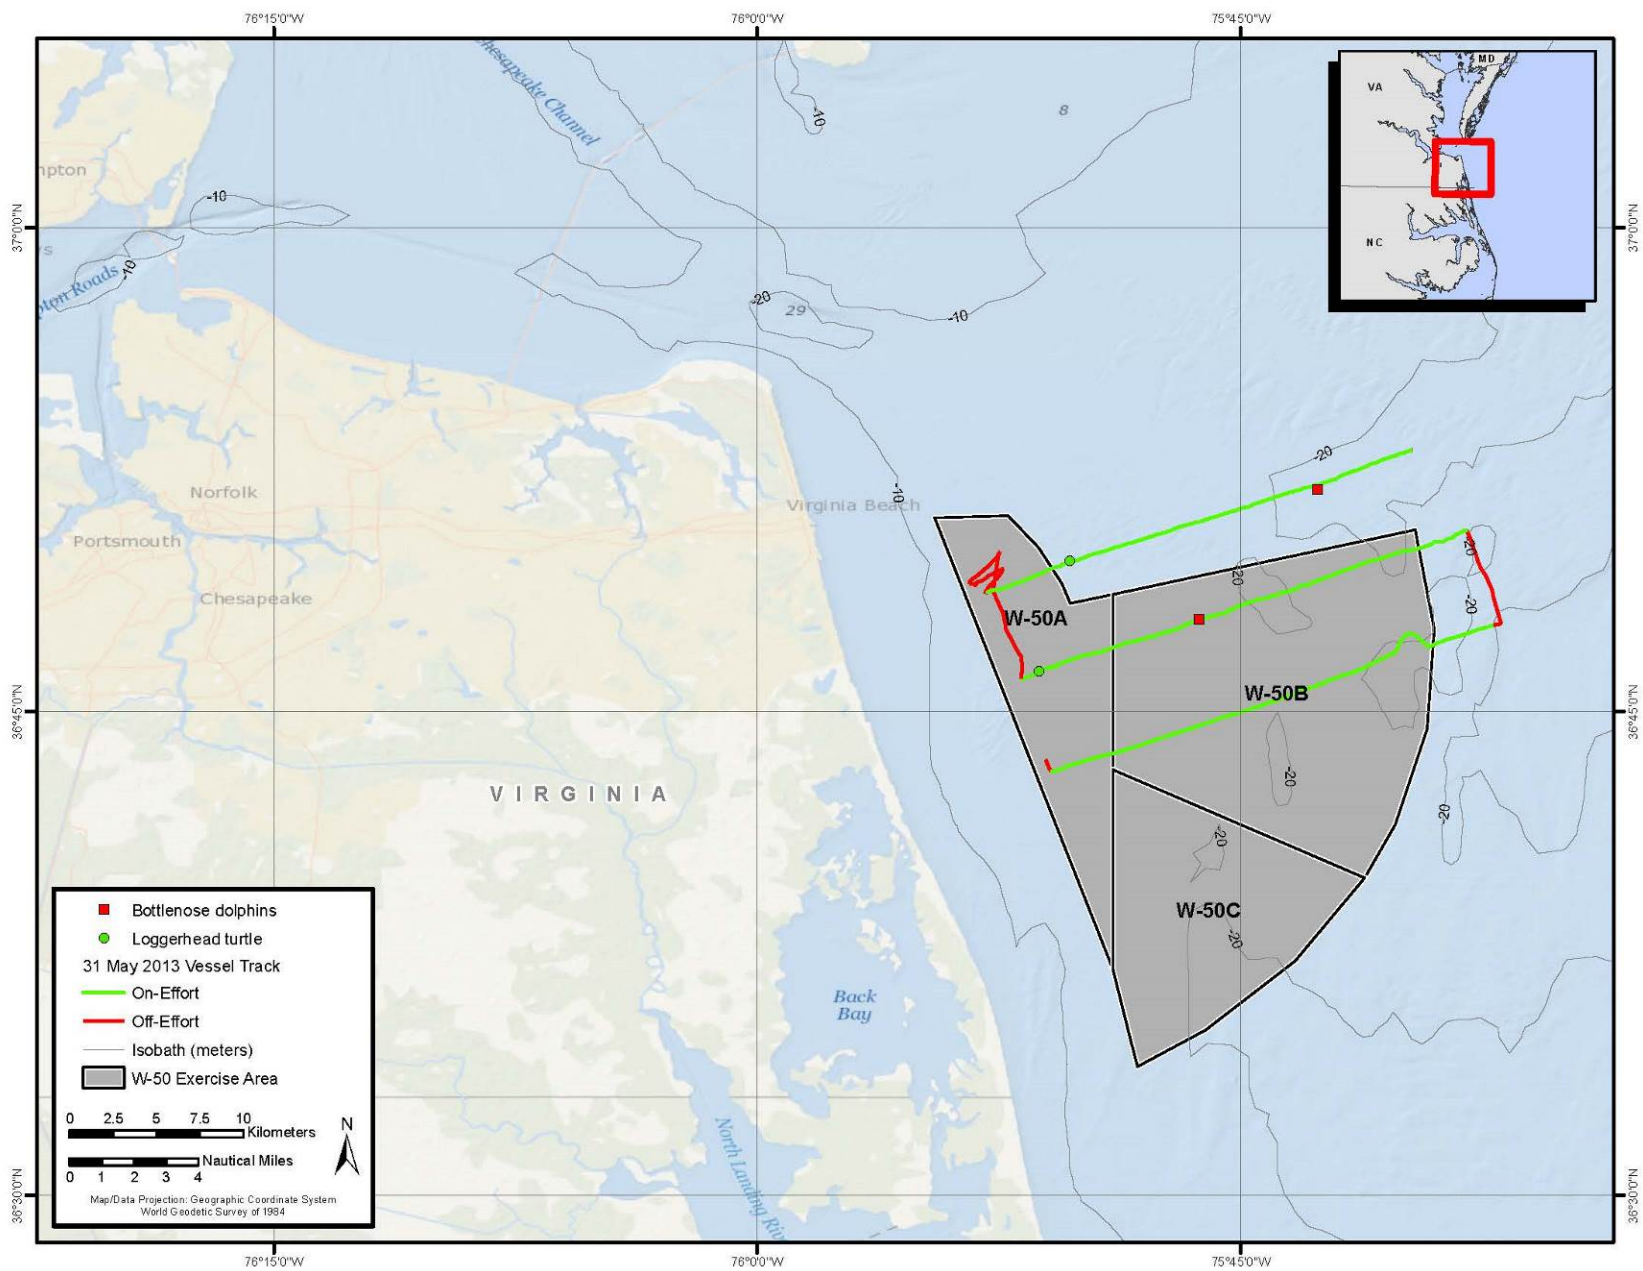 76°15'0"W
76°0'0"W
75°45'0"W
Chesapeake Channel
-10
8
MD
VA
NC
mpton
-10
37°0'0"N
37°0'0"N
-10
pton Roads
-20
29
-10
-20
Norfolk
-10
Virginia Beach
Portsmouth
-20
-20
Chesapeake
-20
W-50A
W-50B
36°45'0"N
36°45'0"N
-20
VIRGINIA
-20
-20
W-50C
-20
Back
Bay
North Landing Riv
Bottlenose dolphins
Loggerhead turtle
31 May 2013 Vessel Track
On-Effort
Off-Effort
Isobath (meters)
W-50 Exercise Area
0 2.5 5 7.5 10
Kilometers
N
Nautical Miles
0 1 2 3 4
Map/Data Projection: Geographic Coordinate System
World Geodetic Survey of 1984
36°30'0"N
36°30'0"N
76°15'0"W
76°0'0"W
75°45'0"W